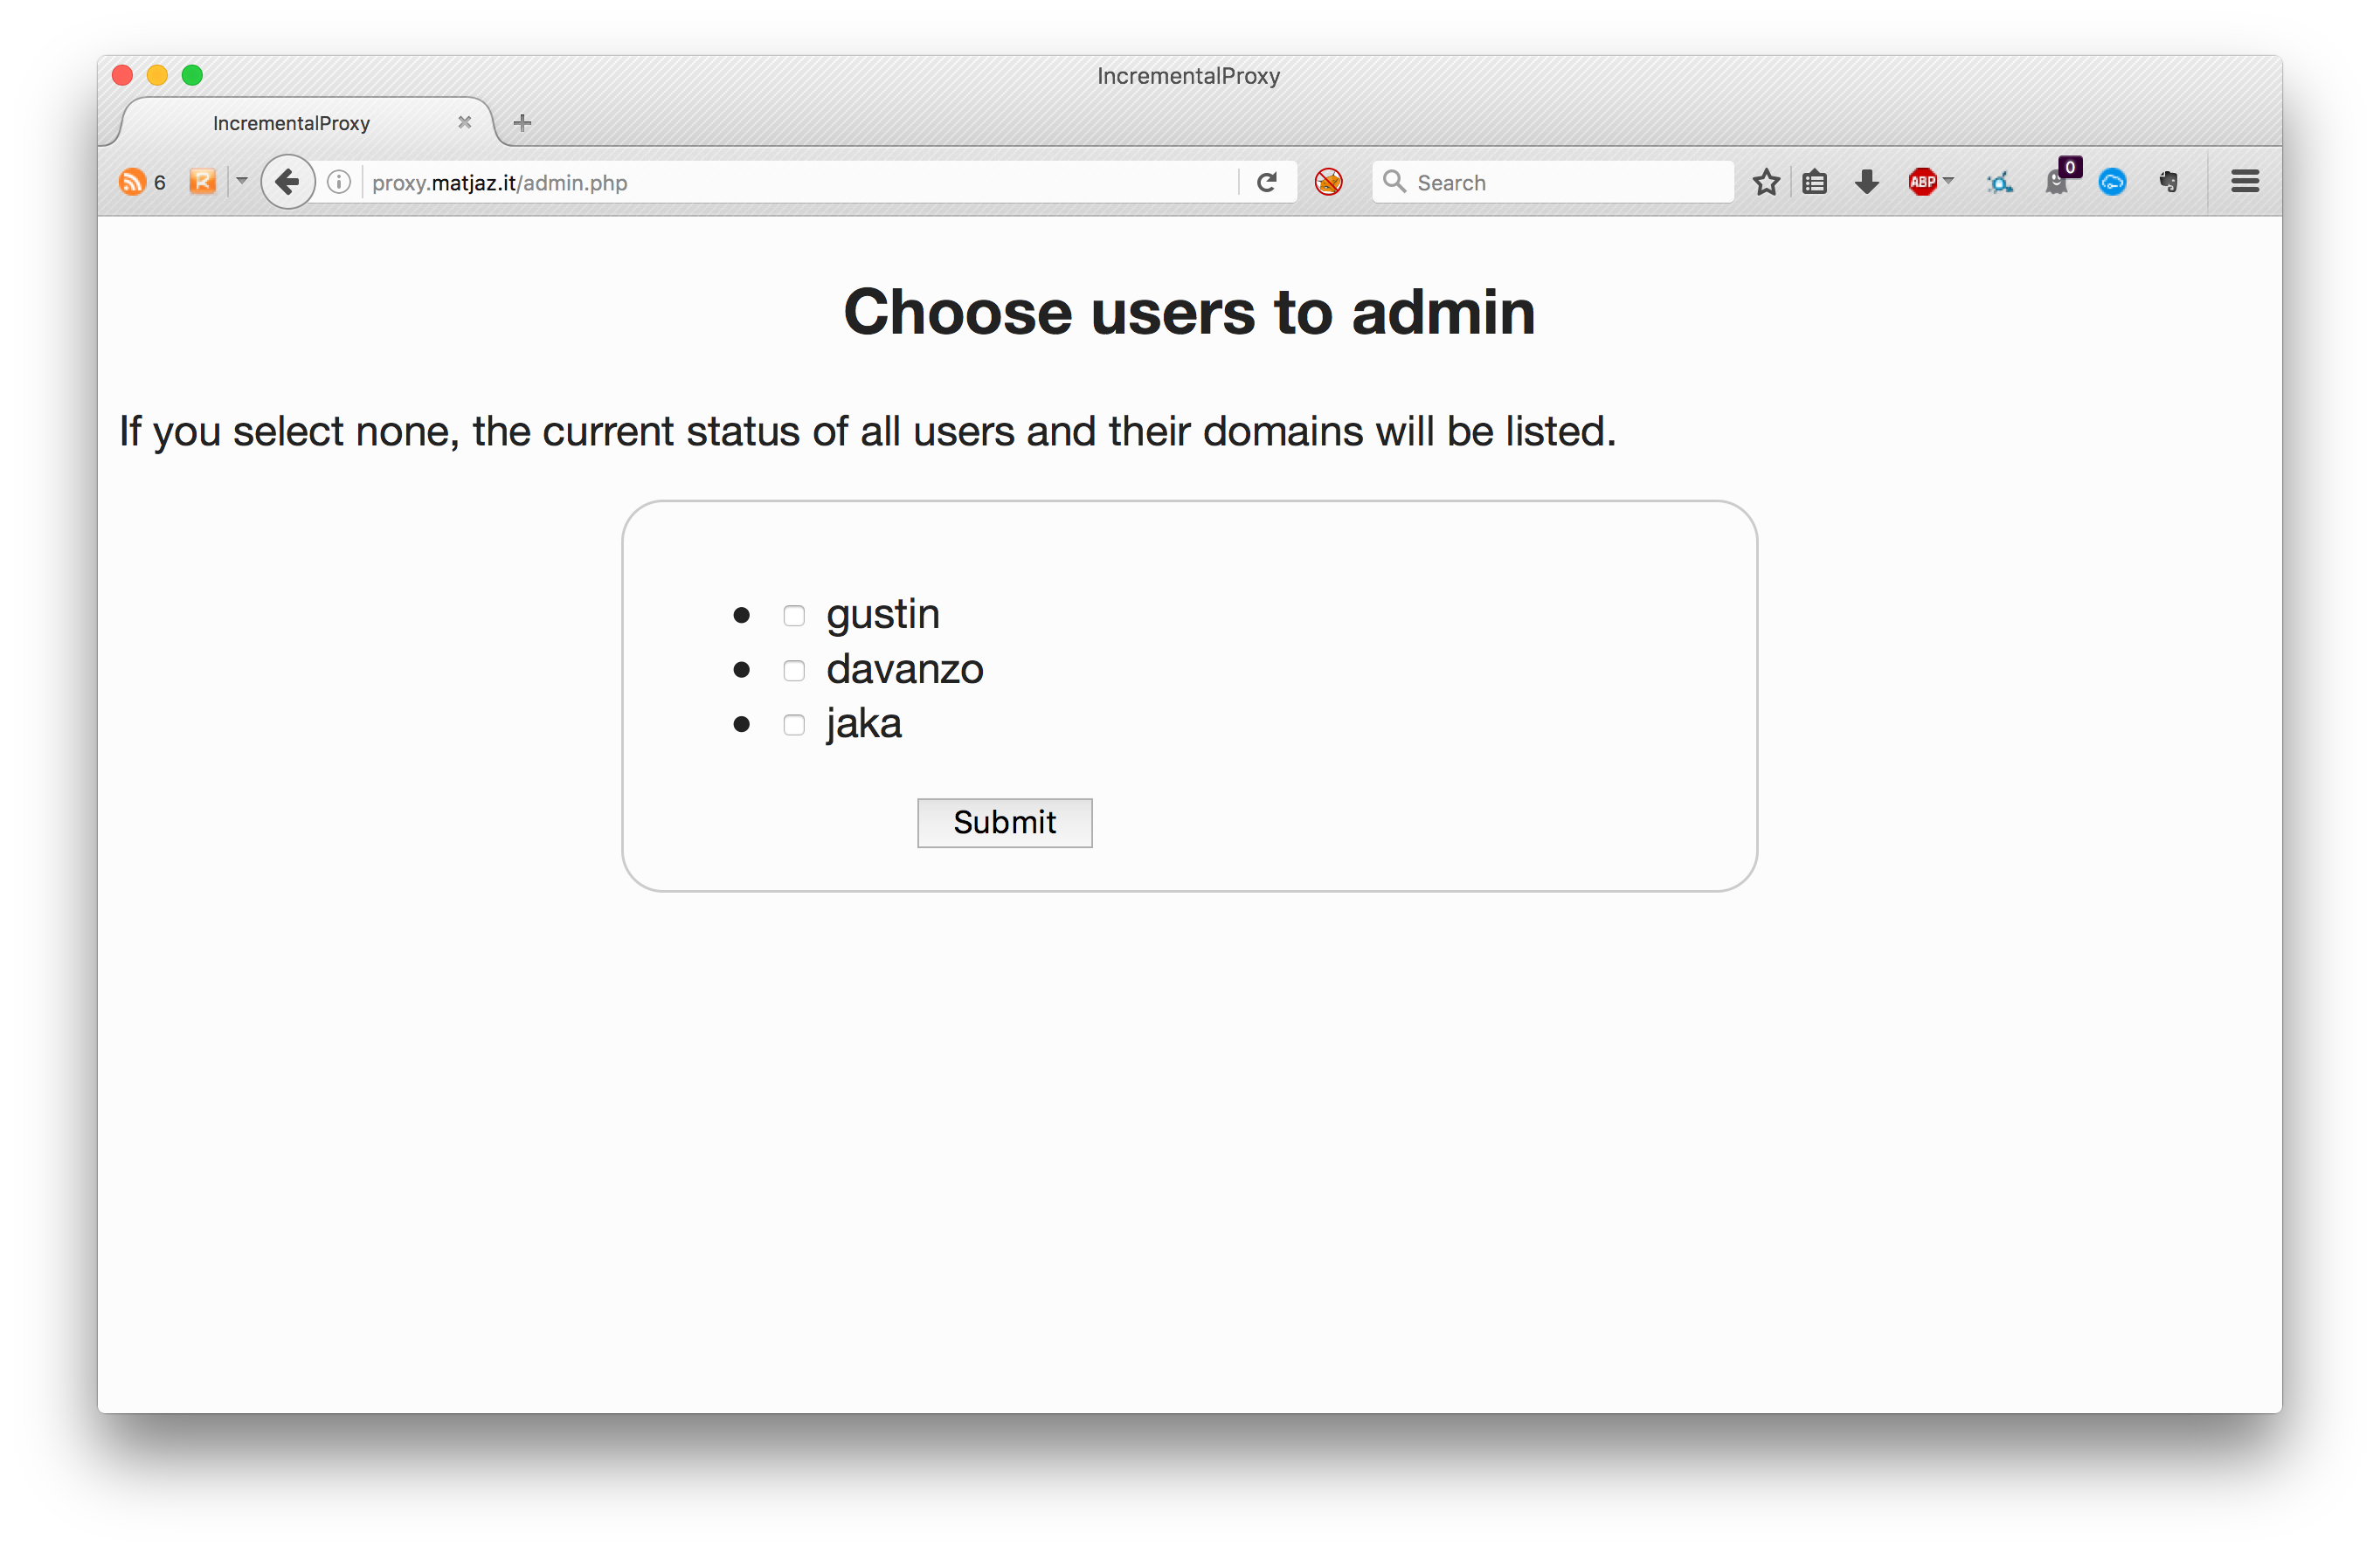 IncrementalProxy
IncrementalProxy
6
proxy.matjaz.it/admin.php
Search
ABP
0
Choose users to admin
If you select none, the current status of all users and their domains will be listed.
gustin
davanzo
jaka
Submit